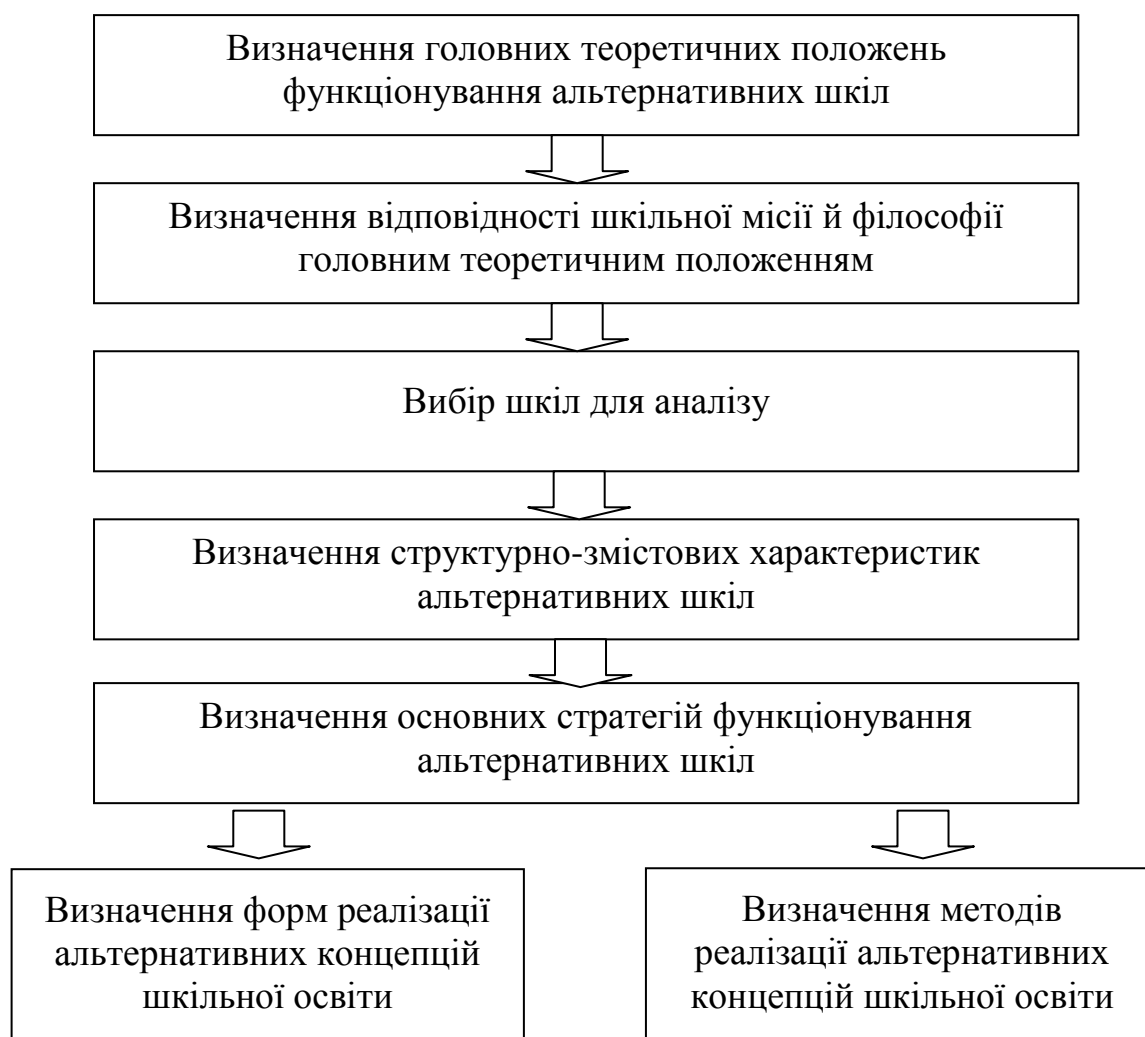 Визначення головних теоретичних положень
функціонування альтернативних шкіл
Визначення відповідності шкільної місії й філософії
головним теоретичним положенням
Вибір шкіл для аналізу
Визначення структурно-змістових характеристик
альтернативних шкіл
Визначення основних стратегій функціонування
альтернативних шкіл
Визначення форм реалізації
альтернативних концепцій
шкільної освіти
Визначення методів
реалізації альтернативних
концепцій шкільної освіти